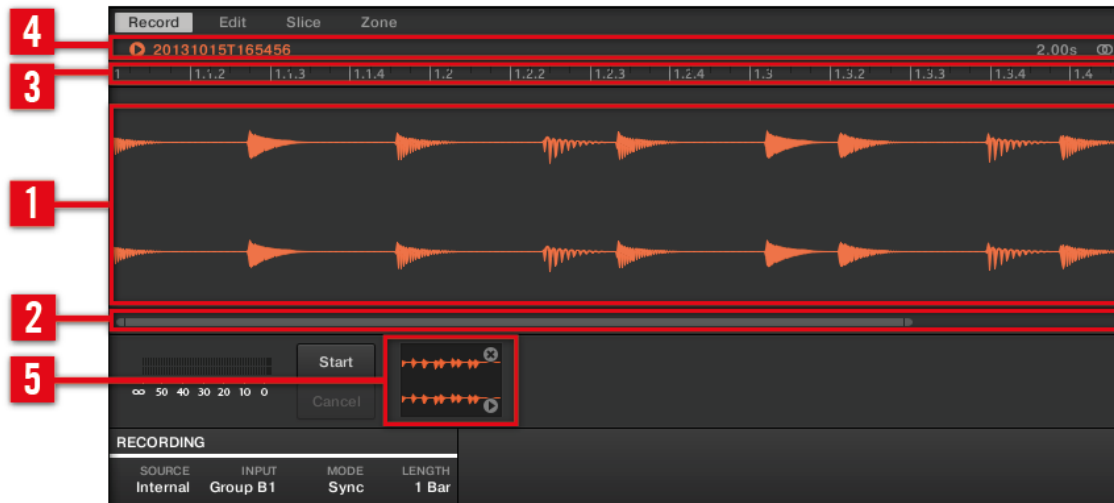 Record Edit Slice Zone
4
20131015T165456 2.00s
3
1 1.1.2 1.1.3 1.1.4 1.2 1.2.2 1.2.3 1.2.4 1.3 1.3.2 1.3.3 1.3.4 1.4
1
2
Start
5
∞ 50 40 30 20 10 0
Cancel
RECORDING
SOURCE INPUT MODE LENGTH
Internal Group B1 Sync 1 Bar